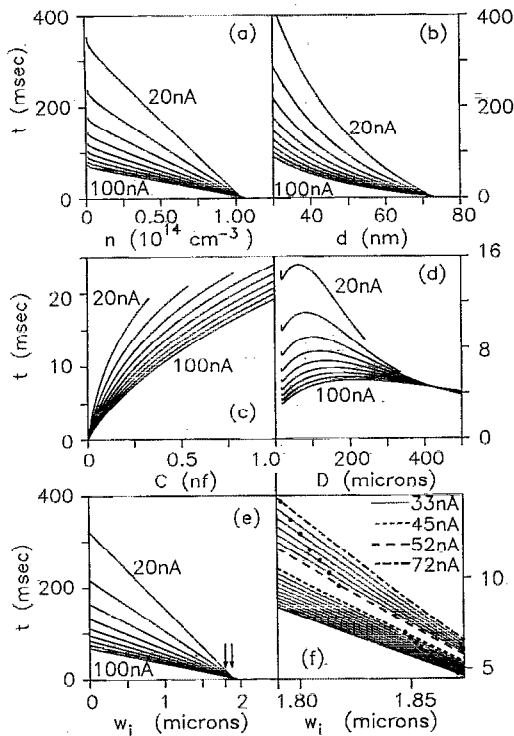 400
200
0
t (msec)
(a)
20nA
100nA
0
0.50
1.00
n (10^14 cm^-3)
(b)
20nA
100nA
400
200
0
40
60
80
d (nm)
20
10
0
t (msec)
20nA
100nA
(c)
0
0.5
1.0
C (nf)
(d)
20nA
100nA
16
12
8
4
0
200
400
D (microns)
400
200
0
t (msec)
(e)
20nA
100nA
0
1
2
w_i (microns)
33nA
45nA
52nA
72nA
(f)
10
5
1.80
1.85
w_i (microns)